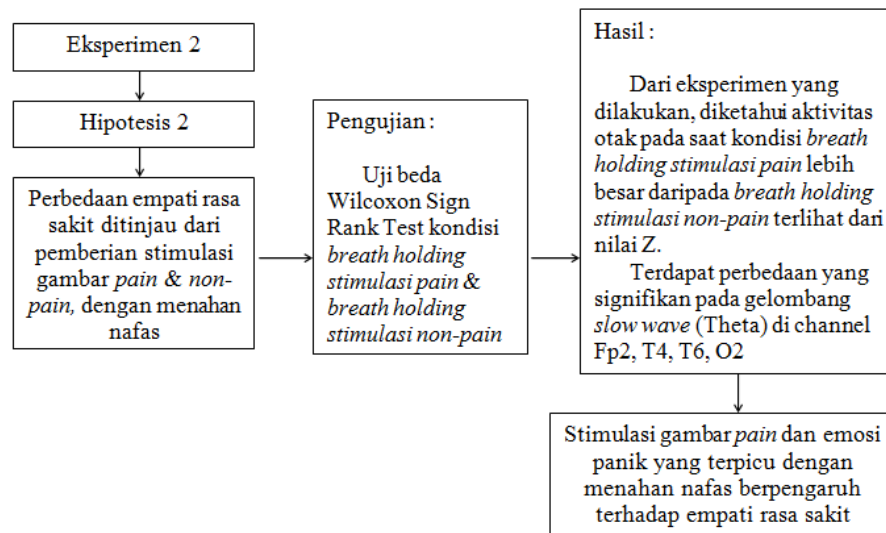 Eksperimen 2
Hipotesis 2
Perbedaan empati rasa
sakit ditinjau dari
pemberian stimulasi
gambar pain & non-
pain, dengan menahan
nafas
Pengujian :
Uji beda
Wilcoxon Sign
Rank Test kondisi
breath holding
stimulasi pain &
breath holding
stimulasi non-pain
Hasil :
Dari eksperimen yang
dilakukan, diketahui aktivitas
otak pada saat kondisi breath
holding stimulasi pain lebih
besar daripada breath holding
stimulasi non-pain terlihat dari
nilai Z.
Terdapat perbedaan yang
signifikan pada gelombang
slow wave (Theta) di channel
Fp2, T4, T6, O2
Stimulasi gambar pain dan emosi
panik yang terpicu dengan
menahan nafas berpengaruh
terhadap empati rasa sakit